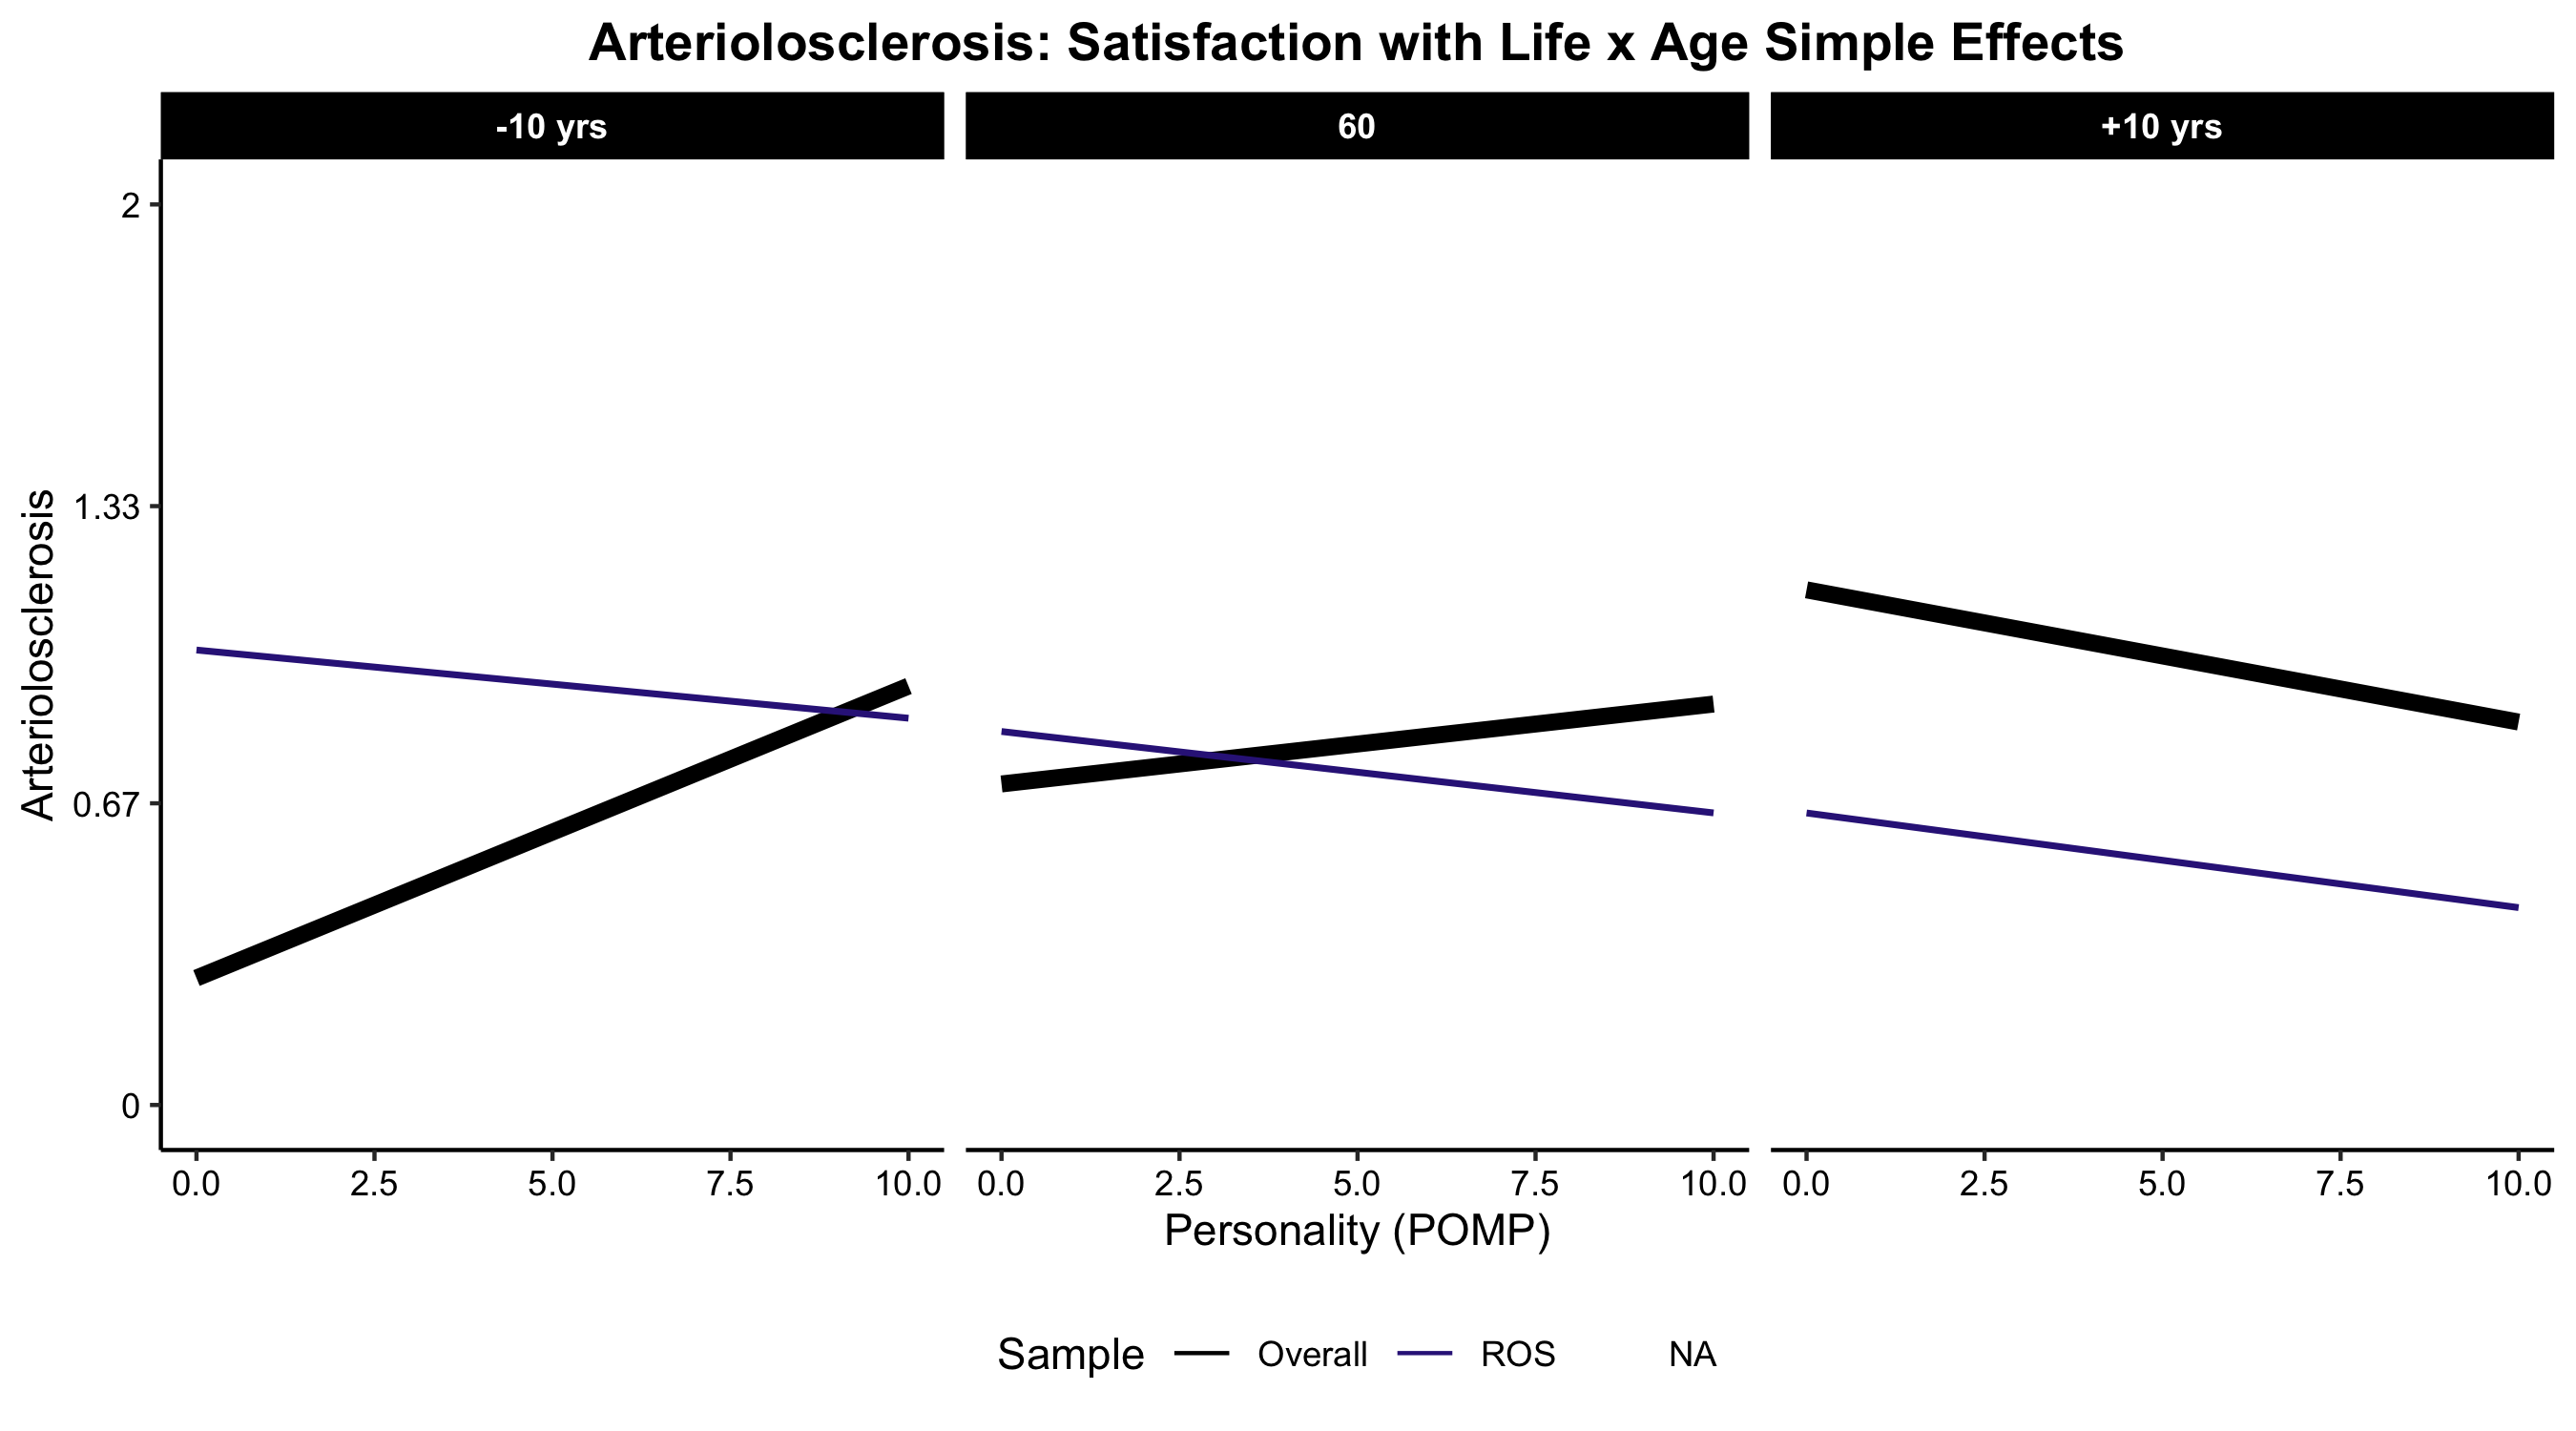 Arteriolosclerosis: Satisfaction with Life x Age Simple Effects
-10 yrs 60 +10 yrs
2
1.33
0.67
0
Arteriolosclerosis
0.0 2.5 5.0 7.5 10.0 0.0 2.5 5.0 7.5 10.0 0.0 2.5 5.0 7.5 10.0
Personality (POMP)
Sample Overall ROS NA